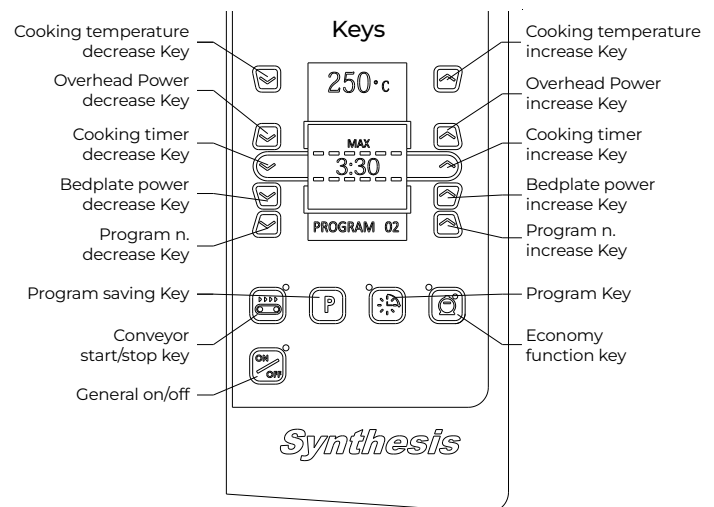 Keys
Cooking temperature
decrease Key
Overhead Power
decrease Key
Cooking timer
decrease Key
Bedplate power
decrease Key
Program n.
decrease Key
Program saving Key
Conveyor
start/stop key
General on/off
250°C
MAX
3:30
PROGRAM 02
P
ON
OFF
Cooking temperature
increase Key
Overhead Power
increase Key
Cooking timer
increase Key
Bedplate power
increase Key
Program n.
increase Key
Program Key
Economy
function key
Synthesis